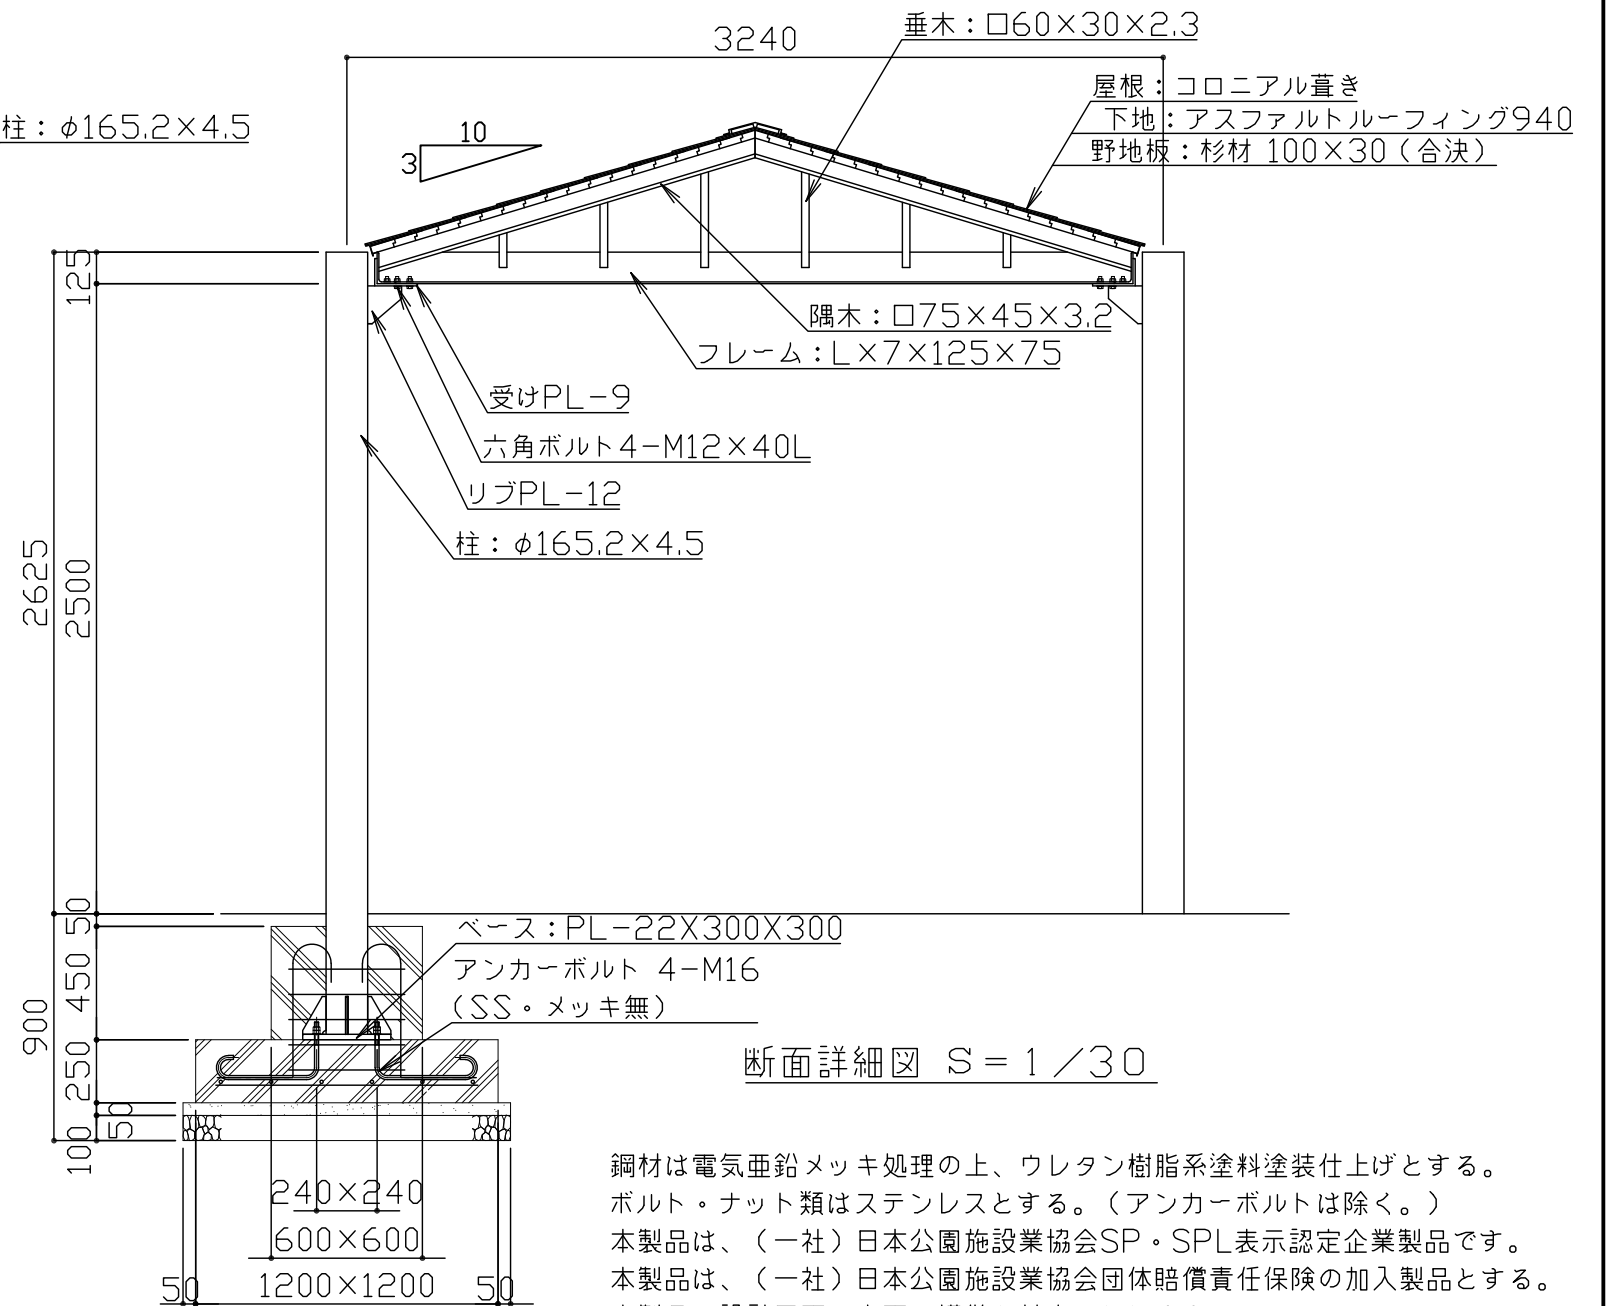 3240
垂木：□60×30×2.3
屋根：コロニアル葺き
下地：アスファルトルーフィング940
野地板：杉材 100×30（合決）
柱：φ165.2×4.5
10
3
125
隅木：□75×45×3.2
フレーム：L×7×125×75
受けPL−9
六角ボルト4−M12×40L
リブPL−12
柱：φ165.2×4.5
2625
2500
50
ベース：PL−22X300X300
アンカーボルト 4−M16
（SS・メッキ無）
450
900
250
50
100
断面詳細図 S＝1／30
240×240
600×600
50
1200×1200
50
鋼材は電気亜鉛メッキ処理の上、ウレタン樹脂系塗料塗装仕上げとする。
ボルト・ナット類はステンレスとする。（アンカーボルトは除く。）
本製品は、（一社）日本公園施設業協会SP・SPL表示認定企業製品です。
本製品は、（一社）日本公園施設業協会団体賠償責任保険の加入製品とする。